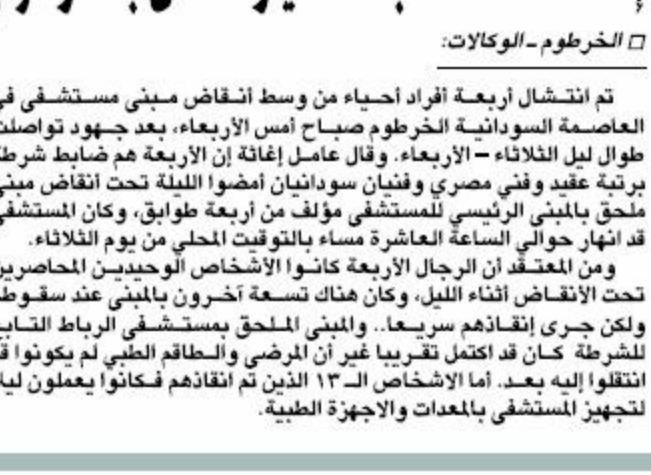 □ الخرطوم ـ الوكالات:
تم انتشال أربعة أفراد أحياء من وسط أنقاض مبنى مستشفى في
العاصمة السودانية الخرطوم صباح أمس الأربعاء، بعد جهود تواصلت
طوال ليل الثلاثاء – الأربعاء. وقال عامل إغاثة إن الأربعة هم ضابط شرطة
برتبة عقيد وفني مصري وفنيان سودانيان أمضوا الليلة تحت أنقاض مبنى
ملحق بالمبنى الرئيسي للمستشفى مؤلف من أربعة طوابق، وكان المستشفى
قد انهار حوالي الساعة العاشرة مساء بالتوقيت المحلي من يوم الثلاثاء.
ومن المعتقد أن الرجال الأربعة كانوا الأشخاص الوحيدين المحاصرين
تحت الأنقاض أثناء الليل، وكان هناك تسعة آخرون بالمبنى عند سقوطه
ولكن جرى إنقاذهم سريعا.. والمبنى الملحق بمستشفى الرباط التابع
للشرطة كان قد اكتمل تقريبا غير أن المرضى والطاقم الطبي لم يكونوا قد
انتقلوا إليه بعد. أما الاشخاص الـ ١٣ الذين تم انقاذهم فكانوا يعملون ليلا
لتجهيز المستشفى بالمعدات والاجهزة الطبية.